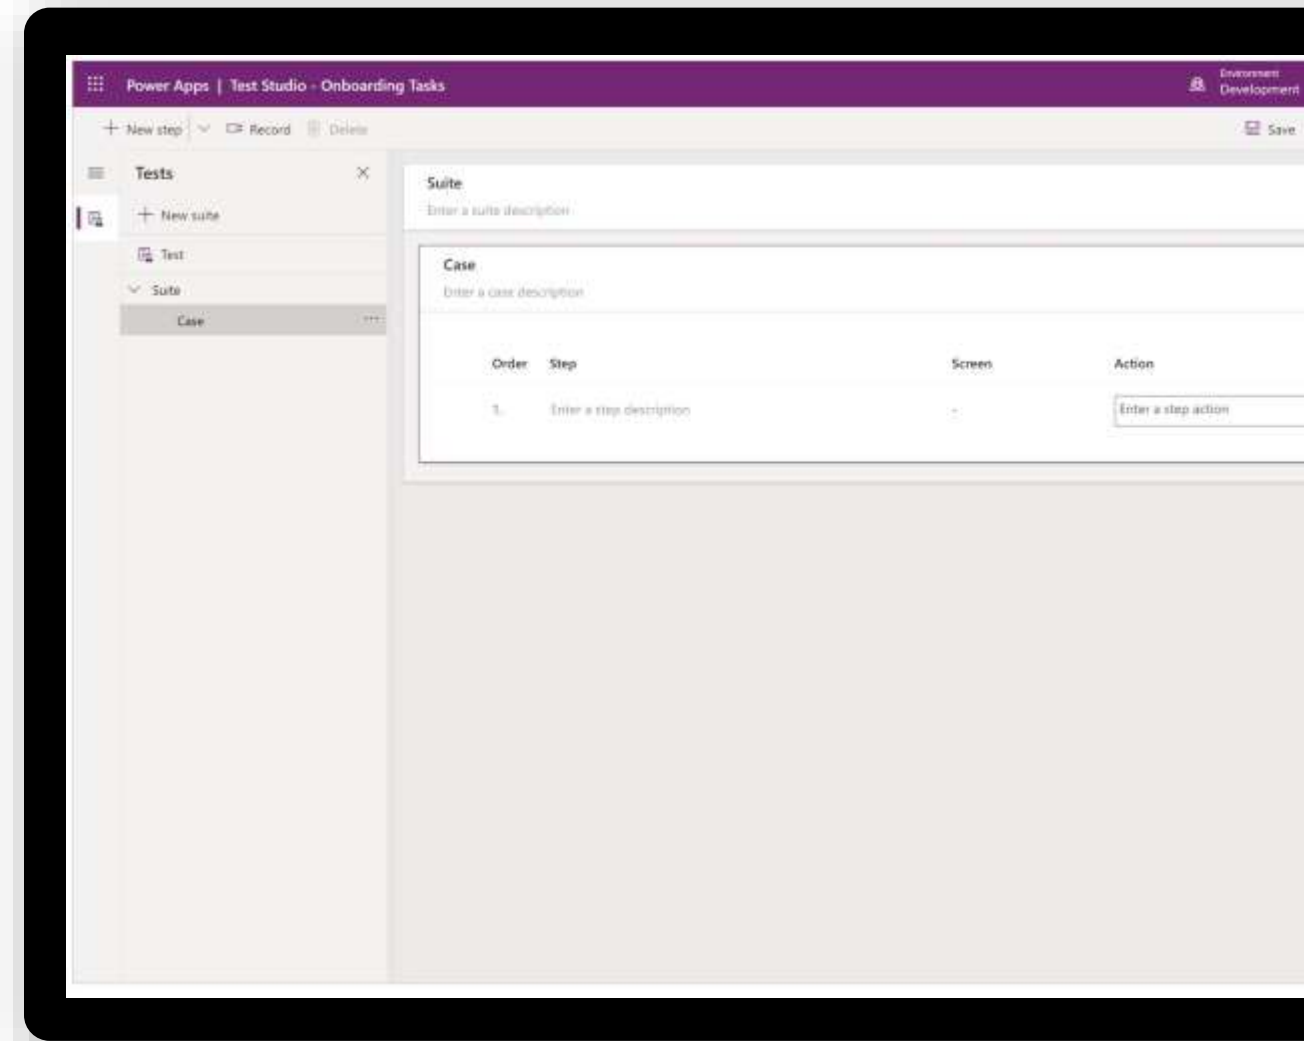 Power Apps | Test Studio - Onboarding Tasks
Environment
Development
New step
Record
Delete
Save
Tests
New suite
Test
Suite
Case
Suite
Enter a suite description
Case
Enter a case description
Order Step Screen Action
1. Enter a step description - Enter a step action